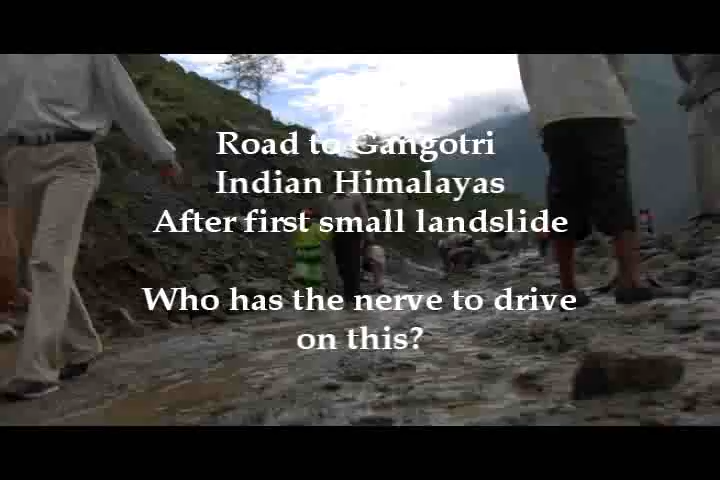 Road to Gangotri
Indian Himalayas
After first small landslide
Who has the nerve to drive
on this?